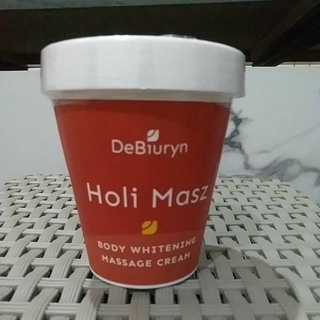 DeBiuryn
Holi Masz
BODY WHITENING
MASSAGE CREAM